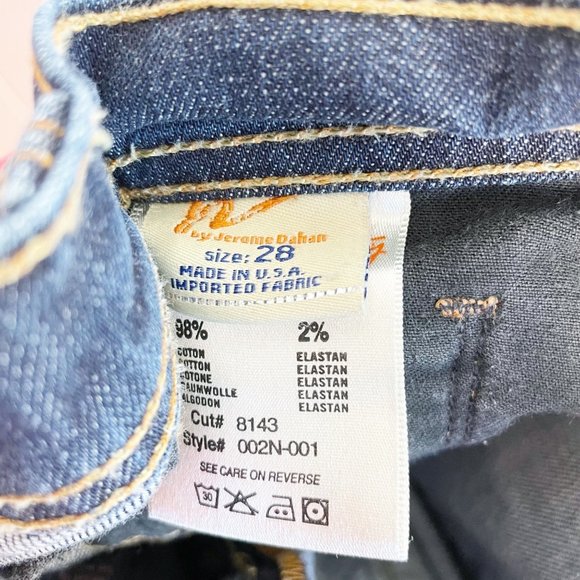 by Jerome Dahan
size: 28
MADE IN U.S.A.
IMPORTED FABRIC
98% 2%
COTON ELASTAN
COTTON ELASTAN
COTONE ELASTAN
BAUMWOLLE ELASTAN
ALGODON ELASTAN
Cut# 8143
Style# 002N-001
SEE CARE ON REVERSE
30